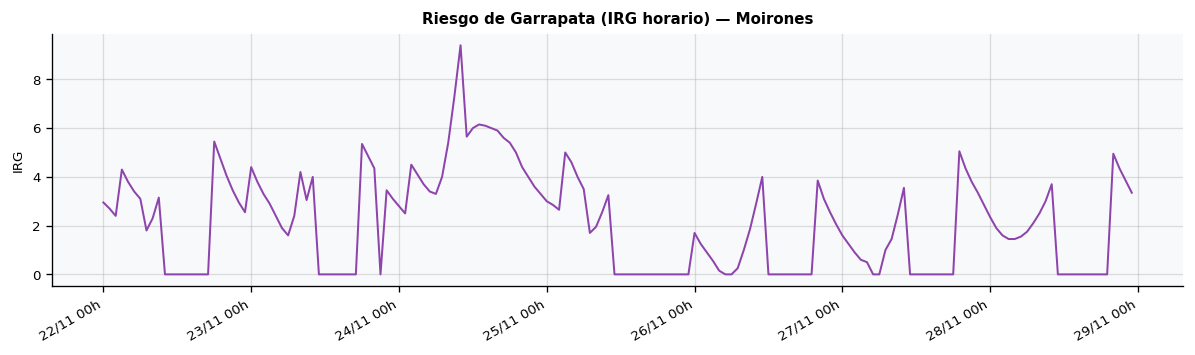 Riesgo de Garrapata (IRG horario) — Moirones
IRG
8
6
4
2
0
22/11 00h
23/11 00h
24/11 00h
25/11 00h
26/11 00h
27/11 00h
28/11 00h
29/11 00h